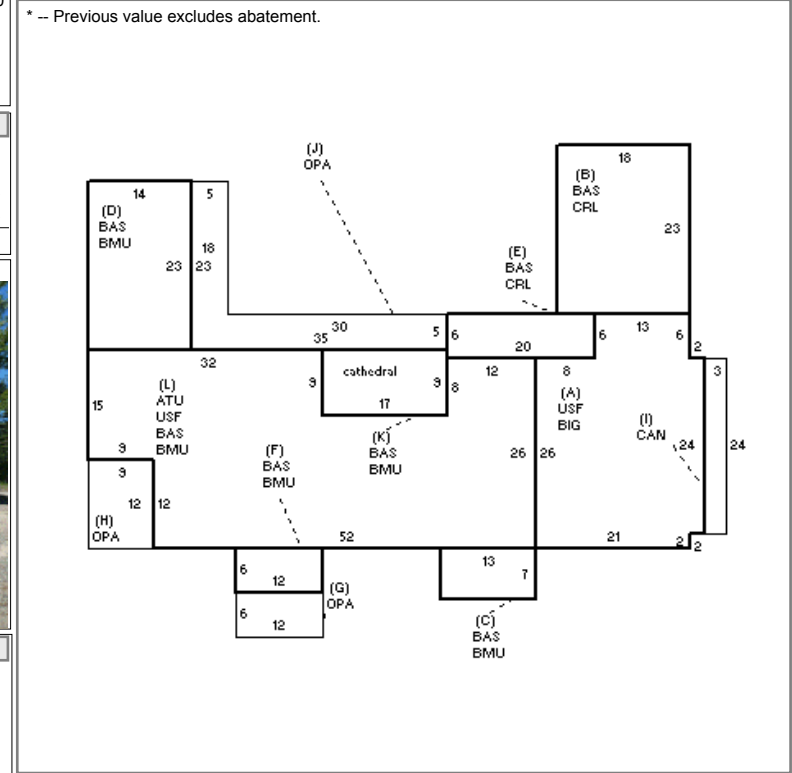 * -- Previous value excludes abatement.
(J)
OPA
18
(B)
BAS
CRL
23
14
5
(D)
BAS
BMU
18
23 23
(E)
BAS
CRL
30
35
5
6
20
6
13
6
2
32
9
cathedral
9
17
8
12
8
3
(L)
ATU
USF
BAS
BMU
15
(A)
USF
BIG
(I)
CAN
24
24
(K)
BAS
BMU
(F)
BAS
BMU
26
26
9
9
12
12
(H)
OPA
52
21
2
2
6
12
13
7
(G)
OPA
6
12
(C)
BAS
BMU